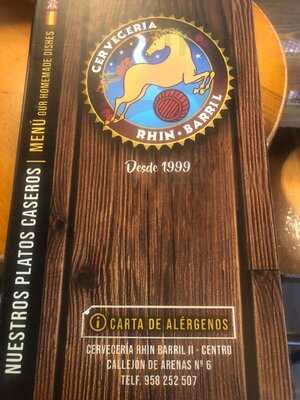 CERVECERIA
RHIN • BARRIL
Desde 1999
NUESTROS PLATOS CASEROS | MENÚ OUR HOMEMADE DISHES
i CARTA DE ALÉRGENOS
CERVECERÍA RHIN BARRIL II - CENTRO
CALLEJÓN DE ARENAS Nº 6
TELF. 958 252 507